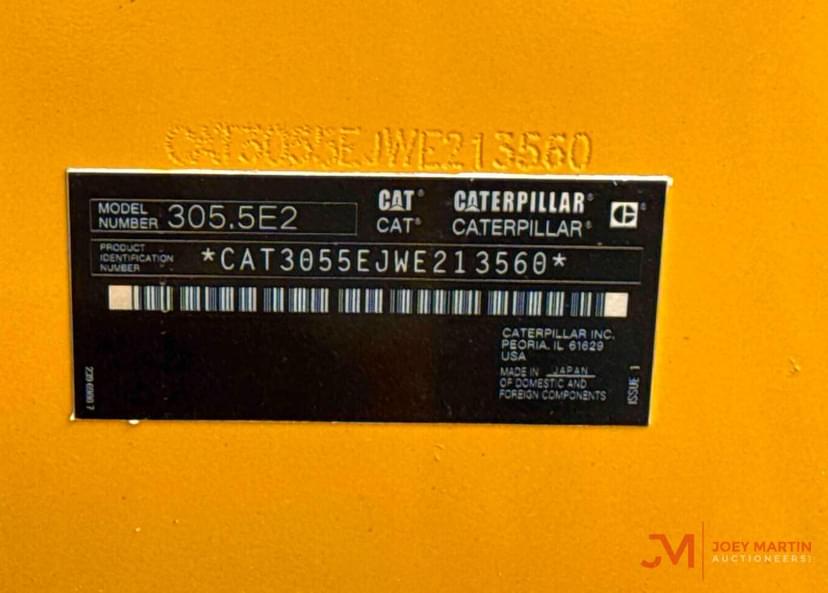 CAT3055EJWE213560
MODEL NUMBER 305.5E2
CAT® CATERPILLAR®
CAT® CATERPILLAR®
PRODUCT IDENTIFICATION NUMBER *CAT3055EJWE213560*
CATERPILLAR INC.
PEORIA, IL 61629
USA
MADE IN JAPAN
OF DOMESTIC AND
FOREIGN COMPONENTS
ISSUE 1
JM JOEY MARTIN
AUCTIONEERS!